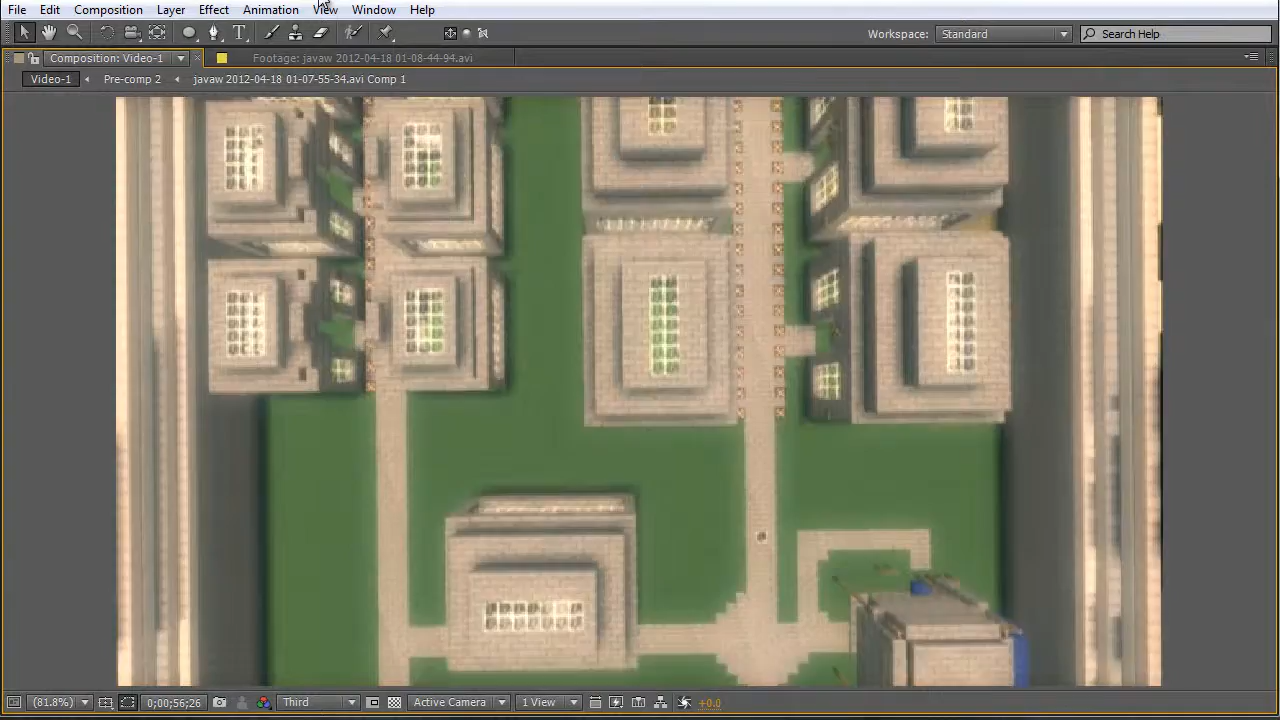 File Edit Composition Layer Effect Animation View Window Help
Workspace: Standard Search Help
Composition: Video-1 Footage: javaw 2012-04-18 01-08-44-94.avi
Video-1 Pre-comp 2 javaw 2012-04-18 01-07-55-34.avi Comp 1
(81.8%) 0;00;56;26 Third Active Camera 1 View +0.0